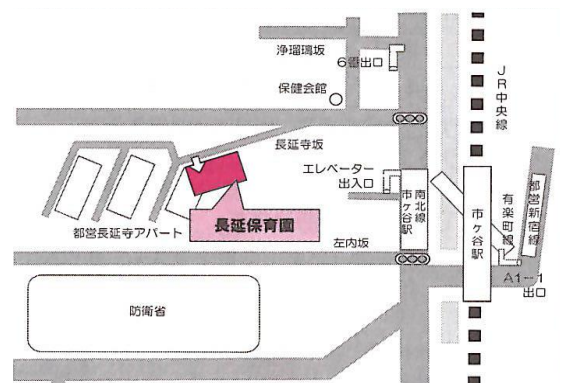 浄瑠璃坂
6番出口
保健会館
JR中央線
長延寺坂
エレベーター
出入口
南北線
市ヶ谷駅
市ヶ谷駅
有楽町線
都営新宿線
都営長延寺アパート
長延保育園
左内坂
A1-1
出口
防衛省